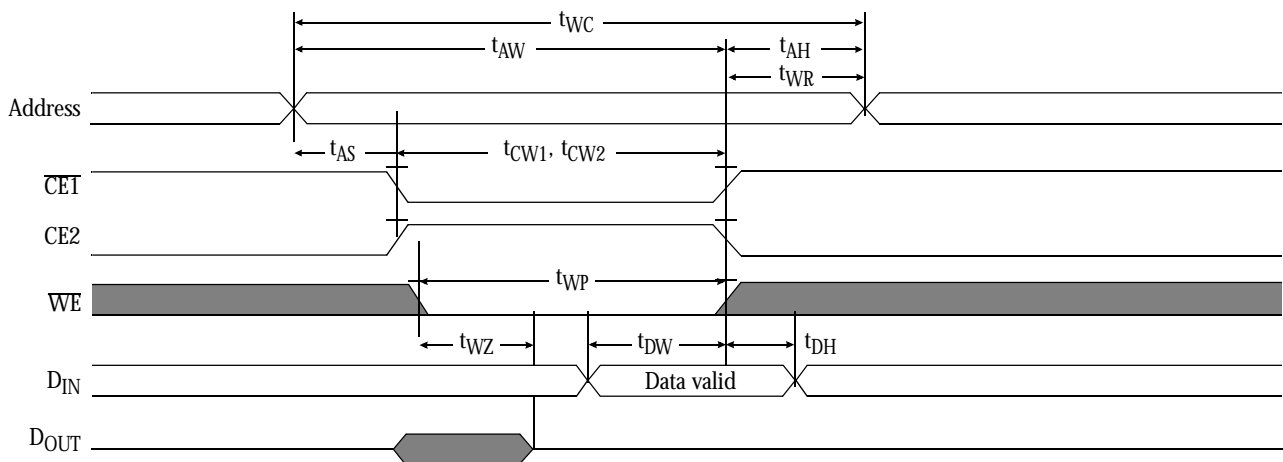 tWC
tAW
tAH
tWR
Address
tAS
tCW1, tCW2
CE1
CE2
tWP
WE
tWZ
tDW
tDH
DIN
Data valid
DOUT